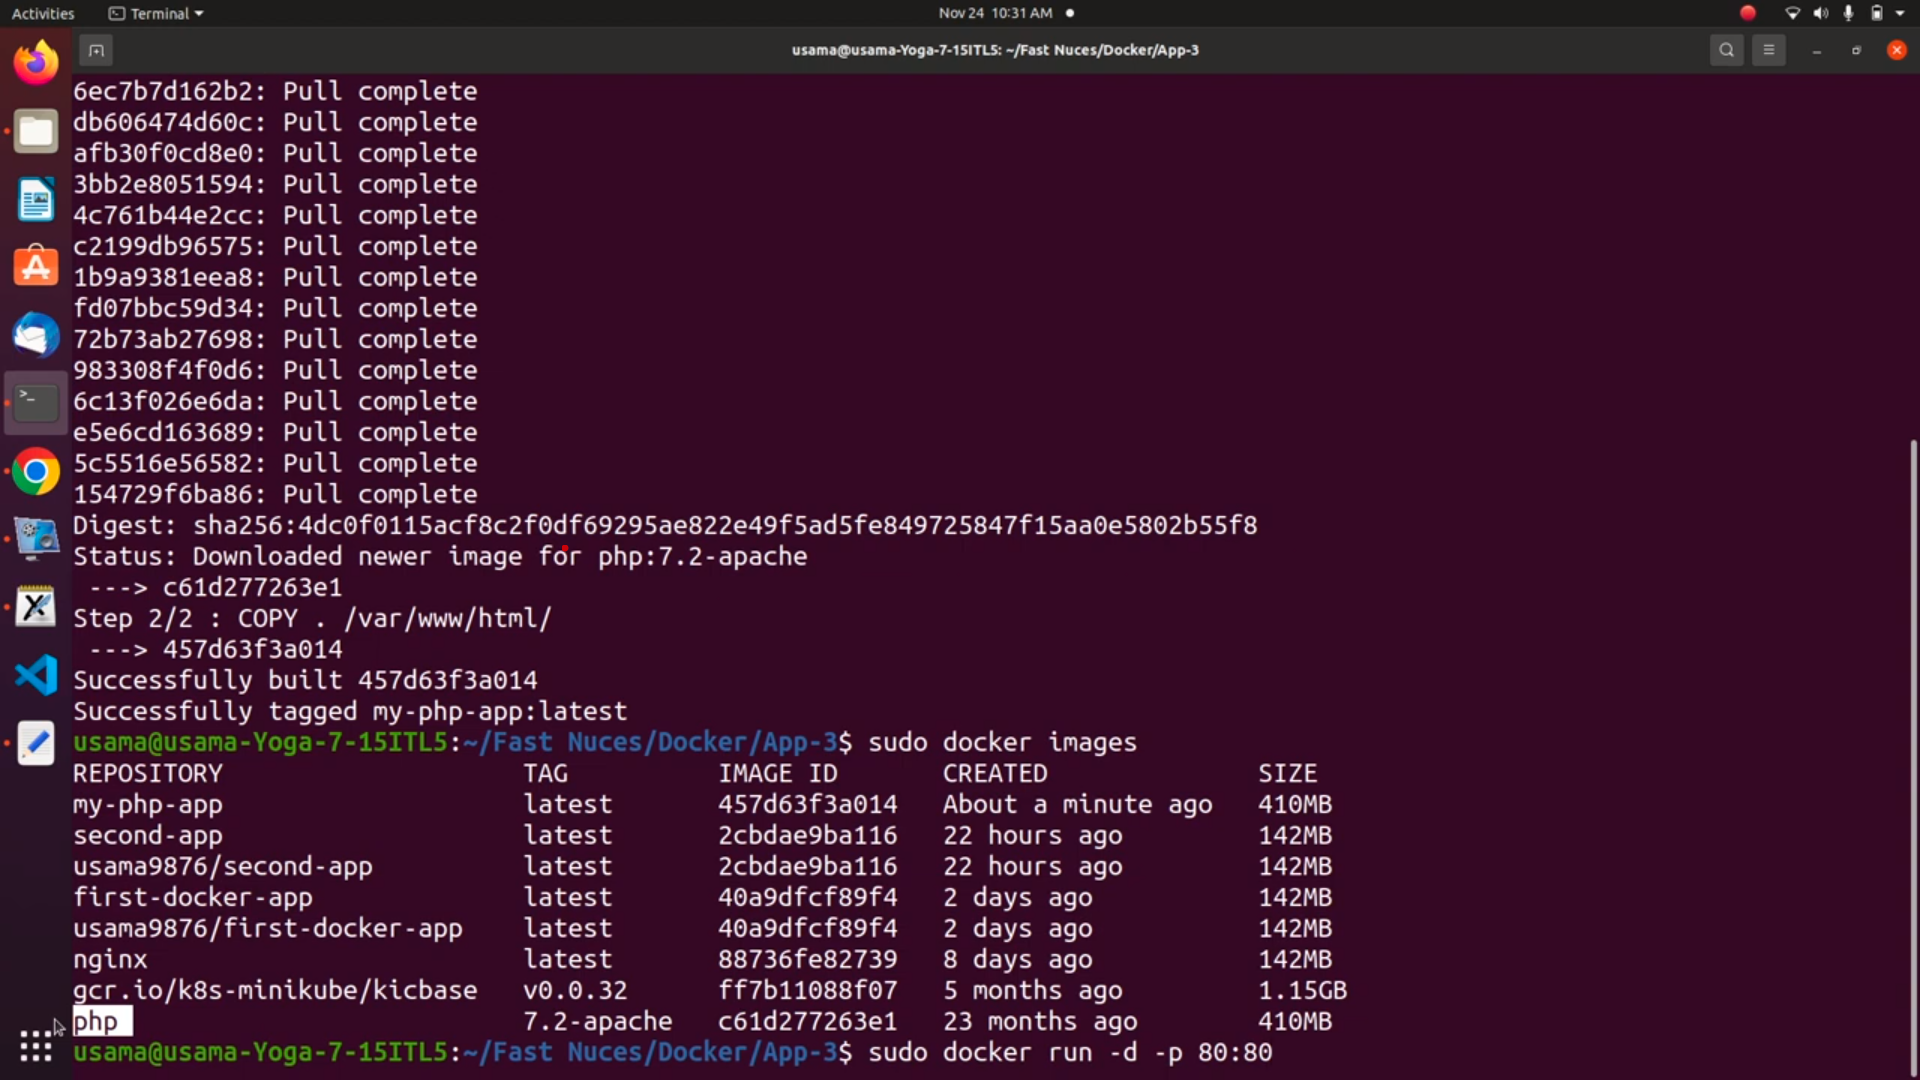 Activities
Terminal
Nov 24 10:31 AM
usama@usama-Yoga-7-15ITL5: ~/Fast Nuces/Docker/App-3
6ec7b7d162b2: Pull complete
db606474d60c: Pull complete
afb30f0cd8e0: Pull complete
3bb2e8051594: Pull complete
4c761b44e2cc: Pull complete
c2199db96575: Pull complete
1b9a9381eea8: Pull complete
fd07bbc59d34: Pull complete
72b73ab27698: Pull complete
983308f4f0d6: Pull complete
6c13f026e6da: Pull complete
e5e6cd163689: Pull complete
5c5516e56582: Pull complete
154729f6ba86: Pull complete
Digest: sha256:4dc0f0115acf8c2f0df69295ae822e49f5ad5fe849725847f15aa0e5802b55f8
Status: Downloaded newer image for php:7.2-apache
 ---> c61d277263e1
Step 2/2 : COPY . /var/www/html/
 ---> 457d63f3a014
Successfully built 457d63f3a014
Successfully tagged my-php-app:latest
usama@usama-Yoga-7-15ITL5:~/Fast Nuces/Docker/App-3$ sudo docker images
REPOSITORY TAG IMAGE ID CREATED SIZE
my-php-app latest 457d63f3a014 About a minute ago 410MB
second-app latest 2cbdae9ba116 22 hours ago 142MB
usama9876/second-app latest 2cbdae9ba116 22 hours ago 142MB
first-docker-app latest 40a9dfcf89f4 2 days ago 142MB
usama9876/first-docker-app latest 40a9dfcf89f4 2 days ago 142MB
nginx latest 88736fe82739 8 days ago 142MB
gcr.io/k8s-minikube/kicbase v0.0.32 ff7b11088f07 5 months ago 1.15GB
php 7.2-apache c61d277263e1 23 months ago 410MB
usama@usama-Yoga-7-15ITL5:~/Fast Nuces/Docker/App-3$ sudo docker run -d -p 80:80